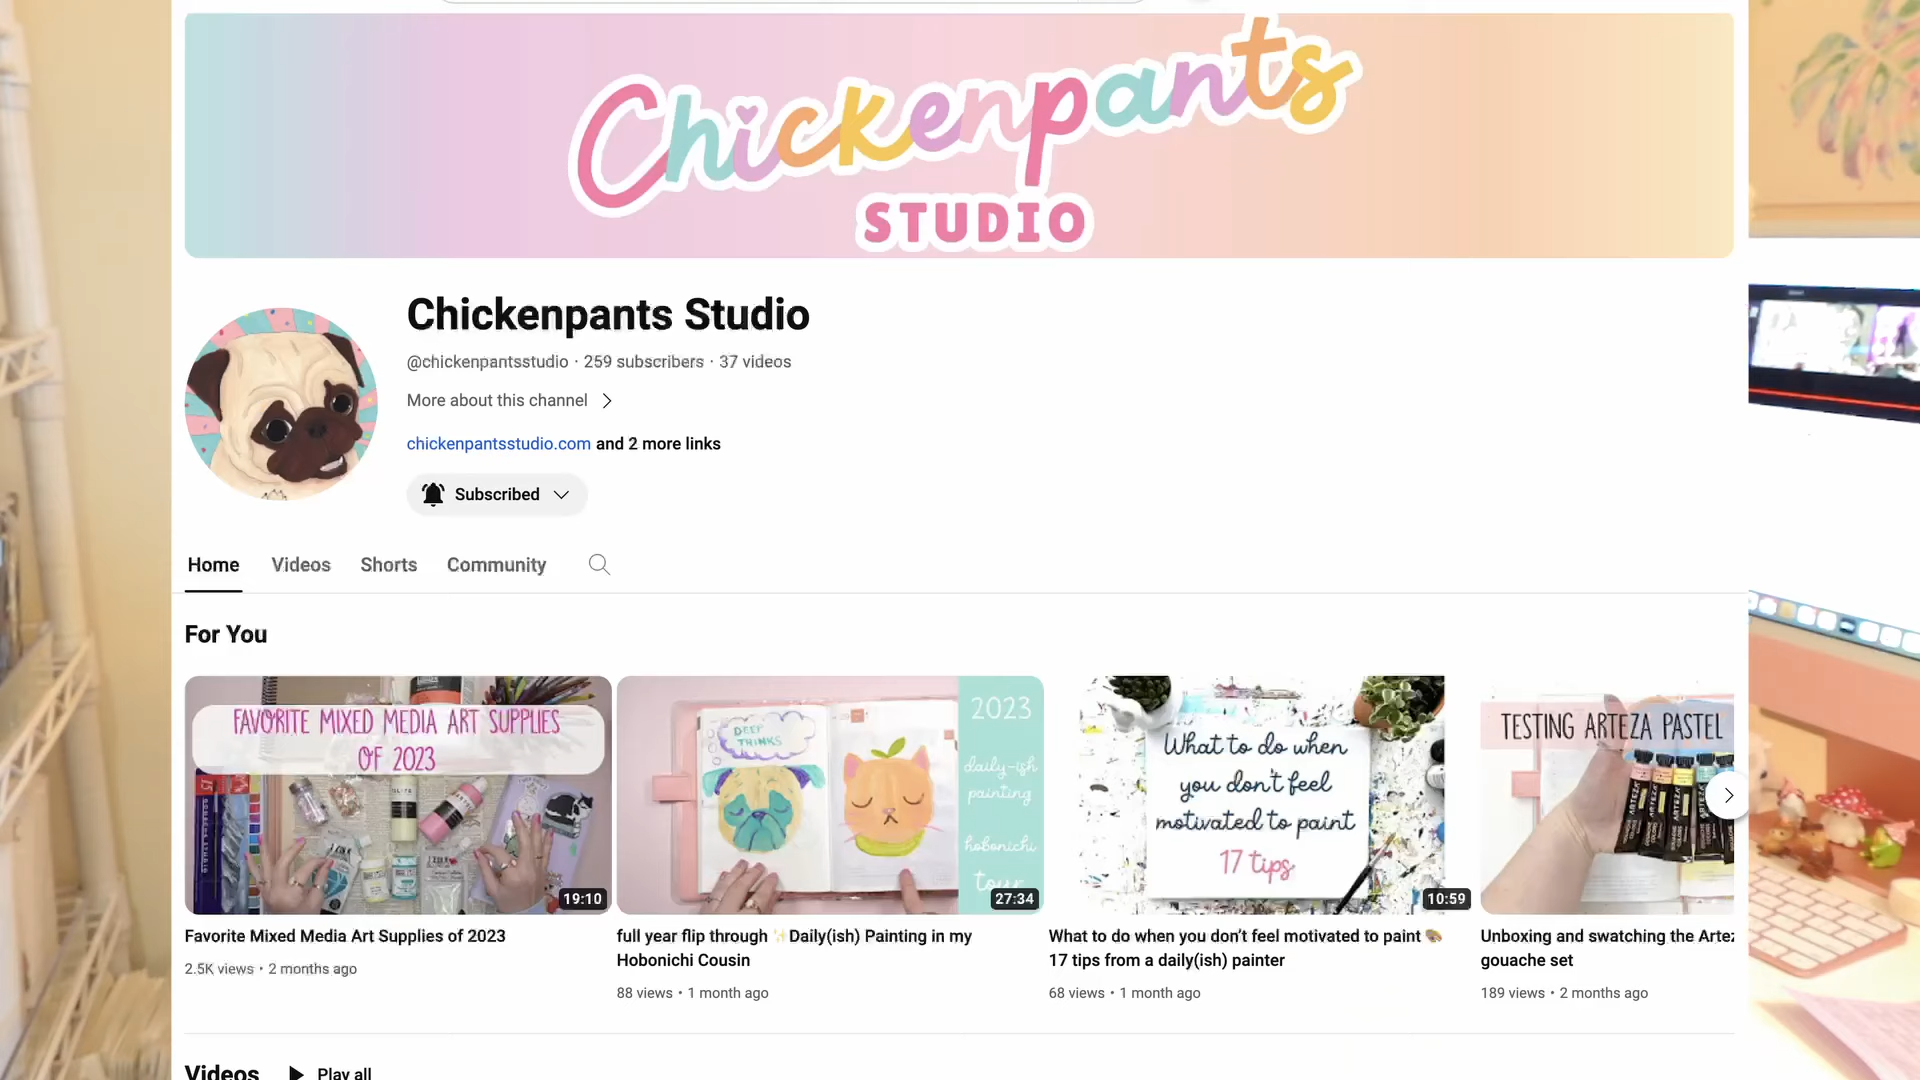 Chickenpants
STUDIO
Chickenpants Studio
@chickenpantsstudio · 259 subscribers · 37 videos
More about this channel
chickenpantsstudio.com and 2 more links
Subscribed
Home Videos Shorts Community
For You
FAVORITE MIXED MEDIA ART SUPPLIES
OF 2023
19:10
DEEP
THINKS
2023
daily-ish
painting
hobonichi
tour
27:34
What to do when
you don't feel
motivated to paint
17 tips
10:59
TESTING ARTEZA PASTEL
ARTEZA
ARTEZA
ARTEZA
ARTEZA
Favorite Mixed Media Art Supplies of 2023
2.5K views • 2 months ago
full year flip through ✨Daily(ish) Painting in my
Hobonichi Cousin
88 views • 1 month ago
What to do when you don't feel motivated to paint 🎨
17 tips from a daily(ish) painter
68 views • 1 month ago
Unboxing and swatching the Artez
gouache set
189 views • 2 months ago
Videos Play all